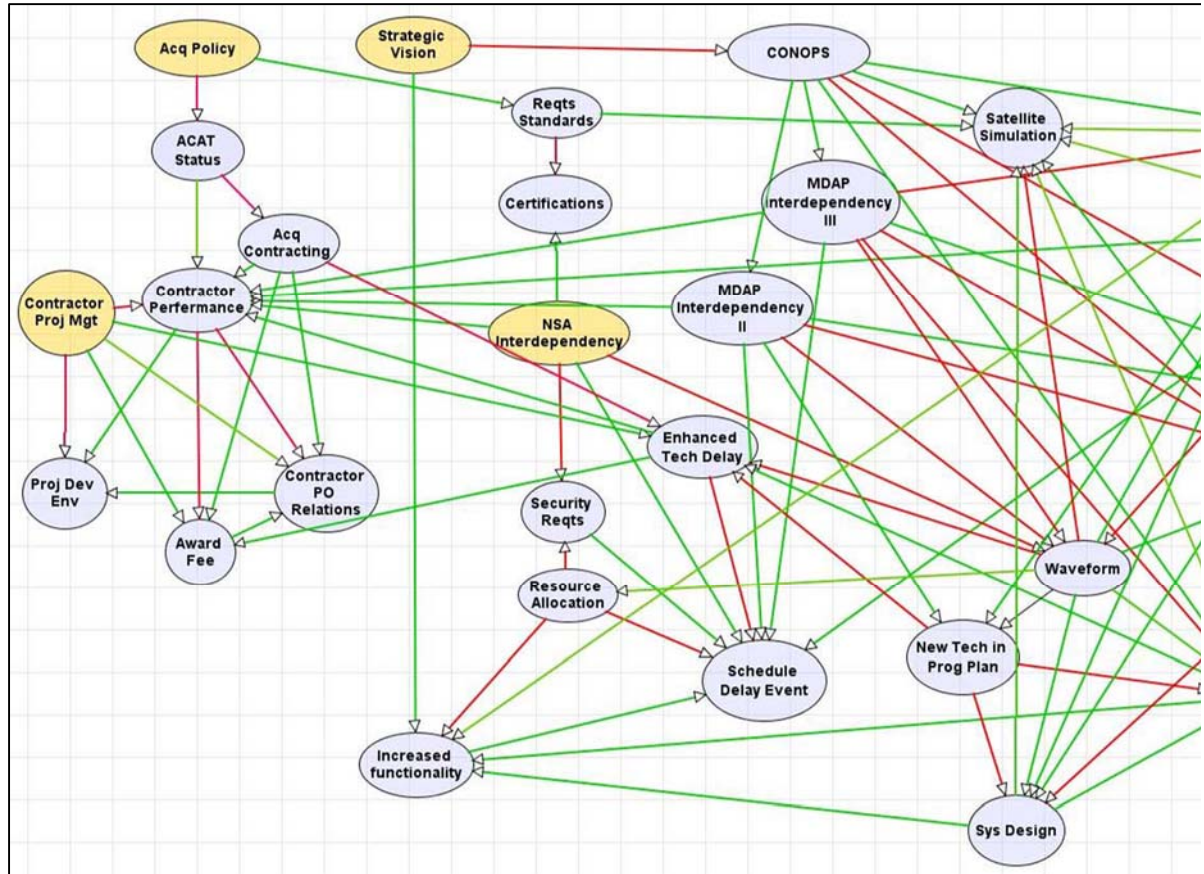 Acq Policy
Strategic
Vision
CONOPS
Reqts
Standards
Satellite
Simulation
ACAT
Status
Certifications
MDAP
interdependency
III
Acq
Contracting
Contractor
Proj Mgt
Contractor
Perfermance
NSA
Interdependency
MDAP
Interdependency
II
Enhanced
Tech Delay
Proj Dev
Env
Contractor
PO
Relations
Security
Reqts
Award
Fee
Resource
Allocation
Waveform
New Tech in
Prog Plan
Schedule
Delay Event
Increased
functionality
Sys Design